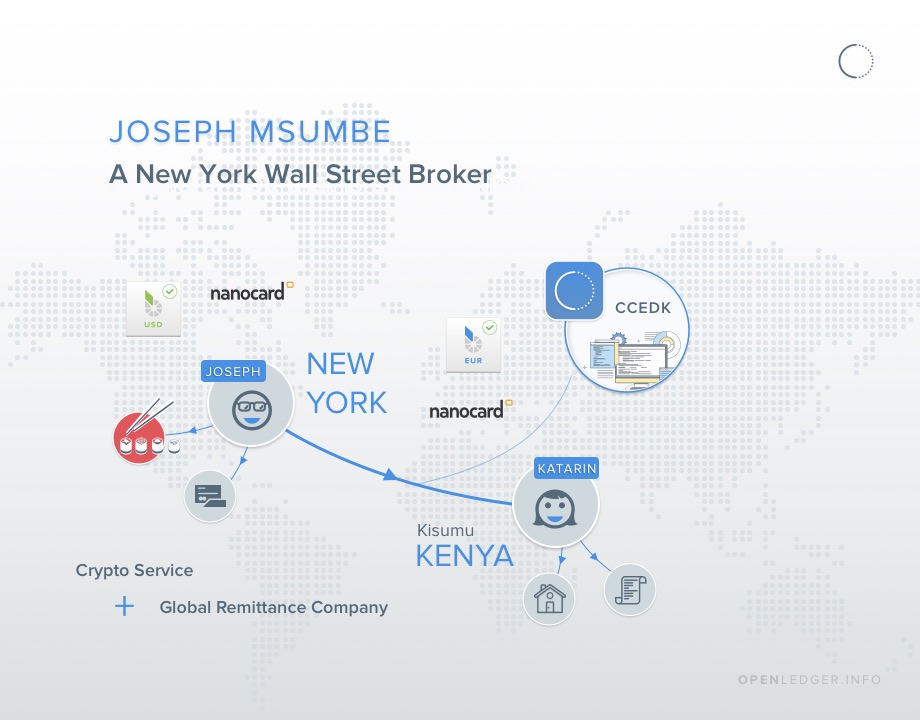 JOSEPH MSUMBE
A New York Wall Street Broker
USD
nanocard
CCEDK
EUR
nanocard
JOSEPH
NEW
YORK
KATARIN
Kisumu
KENYA
Crypto Service
+ Global Remittance Company
OPENLEDGER.INFO